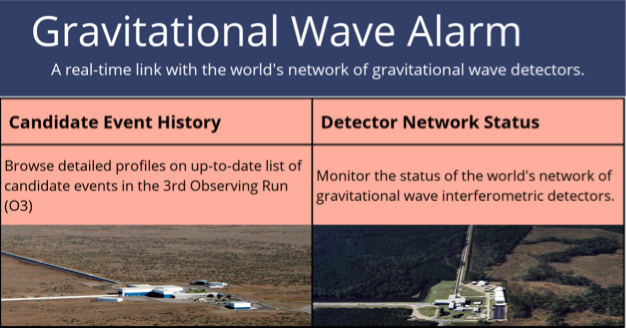 Gravitational Wave Alarm
A real-time link with the world's network of gravitational wave detectors.
Candidate Event History
Detector Network Status
Browse detailed profiles on up-to-date list of
candidate events in the 3rd Observing Run
(O3)
Monitor the status of the world's network of
gravitational wave interferometric detectors.